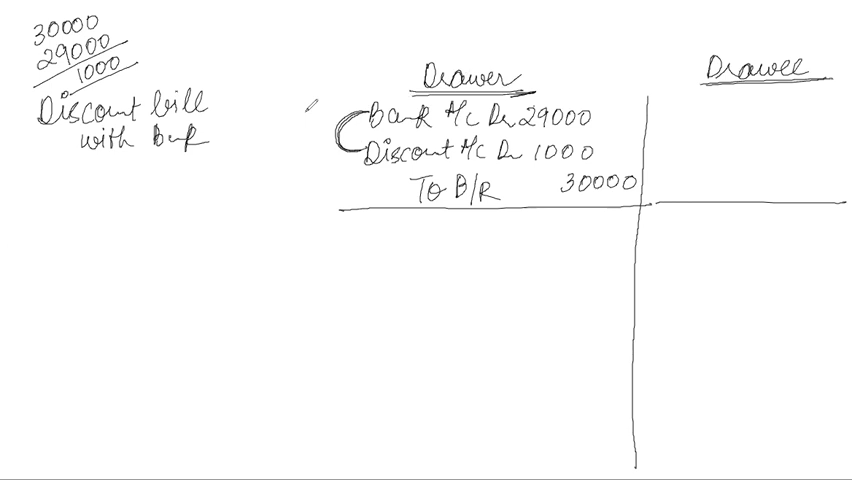 30000
29000
1000
Discount bill
with Bank
Drawer
Bank A/c Dr 29000
Discount A/c Dr 1000
To B/R 30000
Drawee